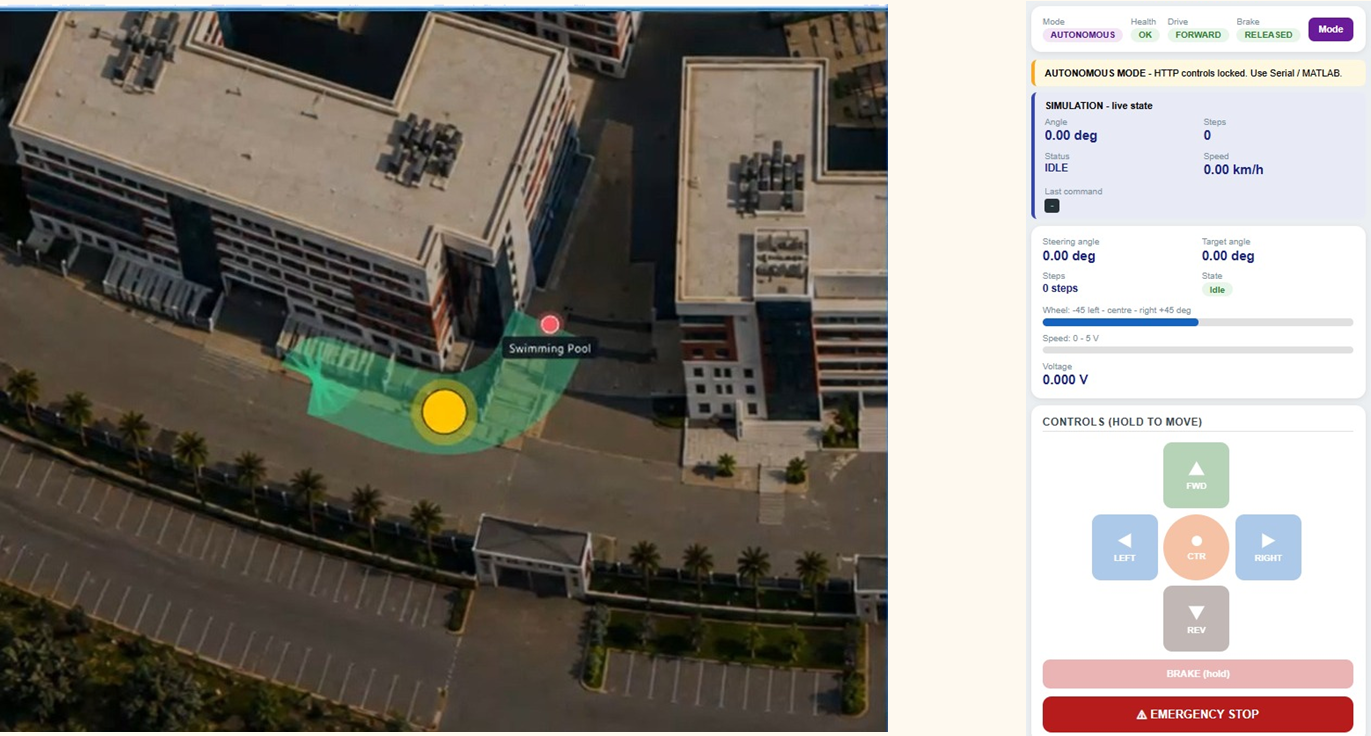 Swimming Pool
Mode Health Drive Brake
AUTONOMOUS OK FORWARD RELEASED Mode
AUTONOMOUS MODE - HTTP controls locked. Use Serial / MATLAB.
SIMULATION - live state
Angle Steps
0.00 deg 0
Status Speed
IDLE 0.00 km/h
Last command
-
Steering angle Target angle
0.00 deg 0.00 deg
Steps State
0 steps Idle
Wheel: -45 left - centre - right +45 deg
Speed: 0 - 5 V
Voltage
0.000 V
CONTROLS (HOLD TO MOVE)
FWD
LEFT CTR RIGHT
REV
BRAKE (hold)
⚠ EMERGENCY STOP